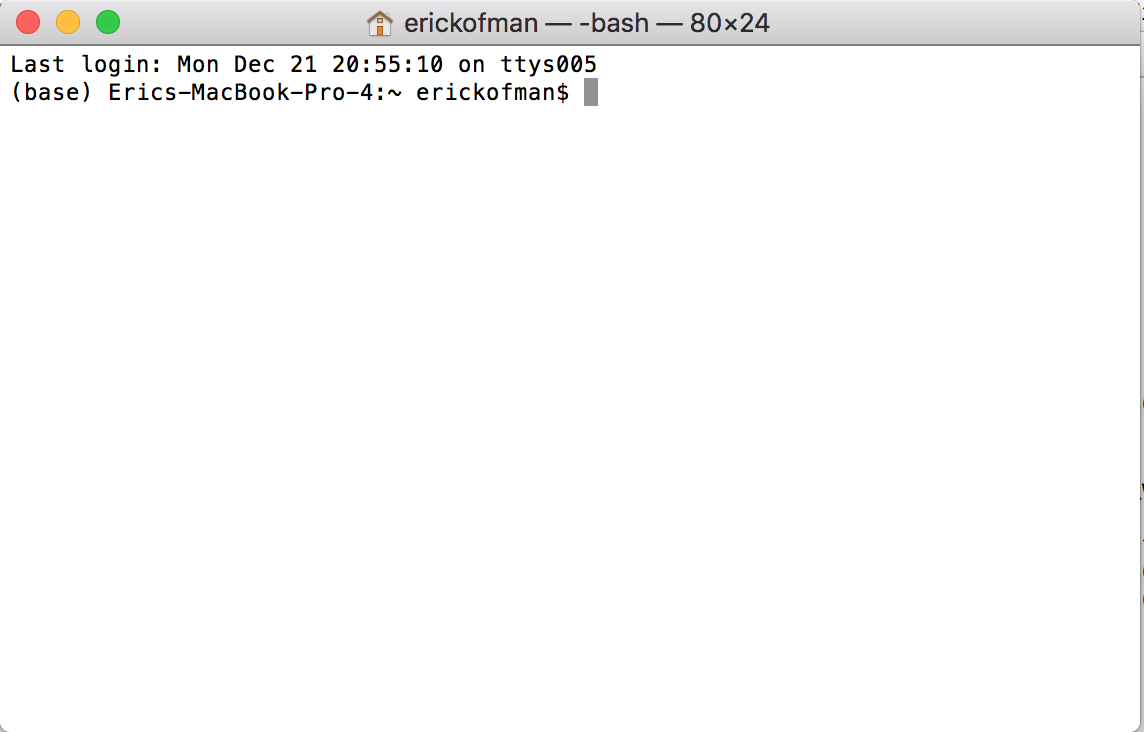 erickofman — -bash — 80×24
Last login: Mon Dec 21 20:55:10 on ttys005
(base) Erics-MacBook-Pro-4:~ erickofman$